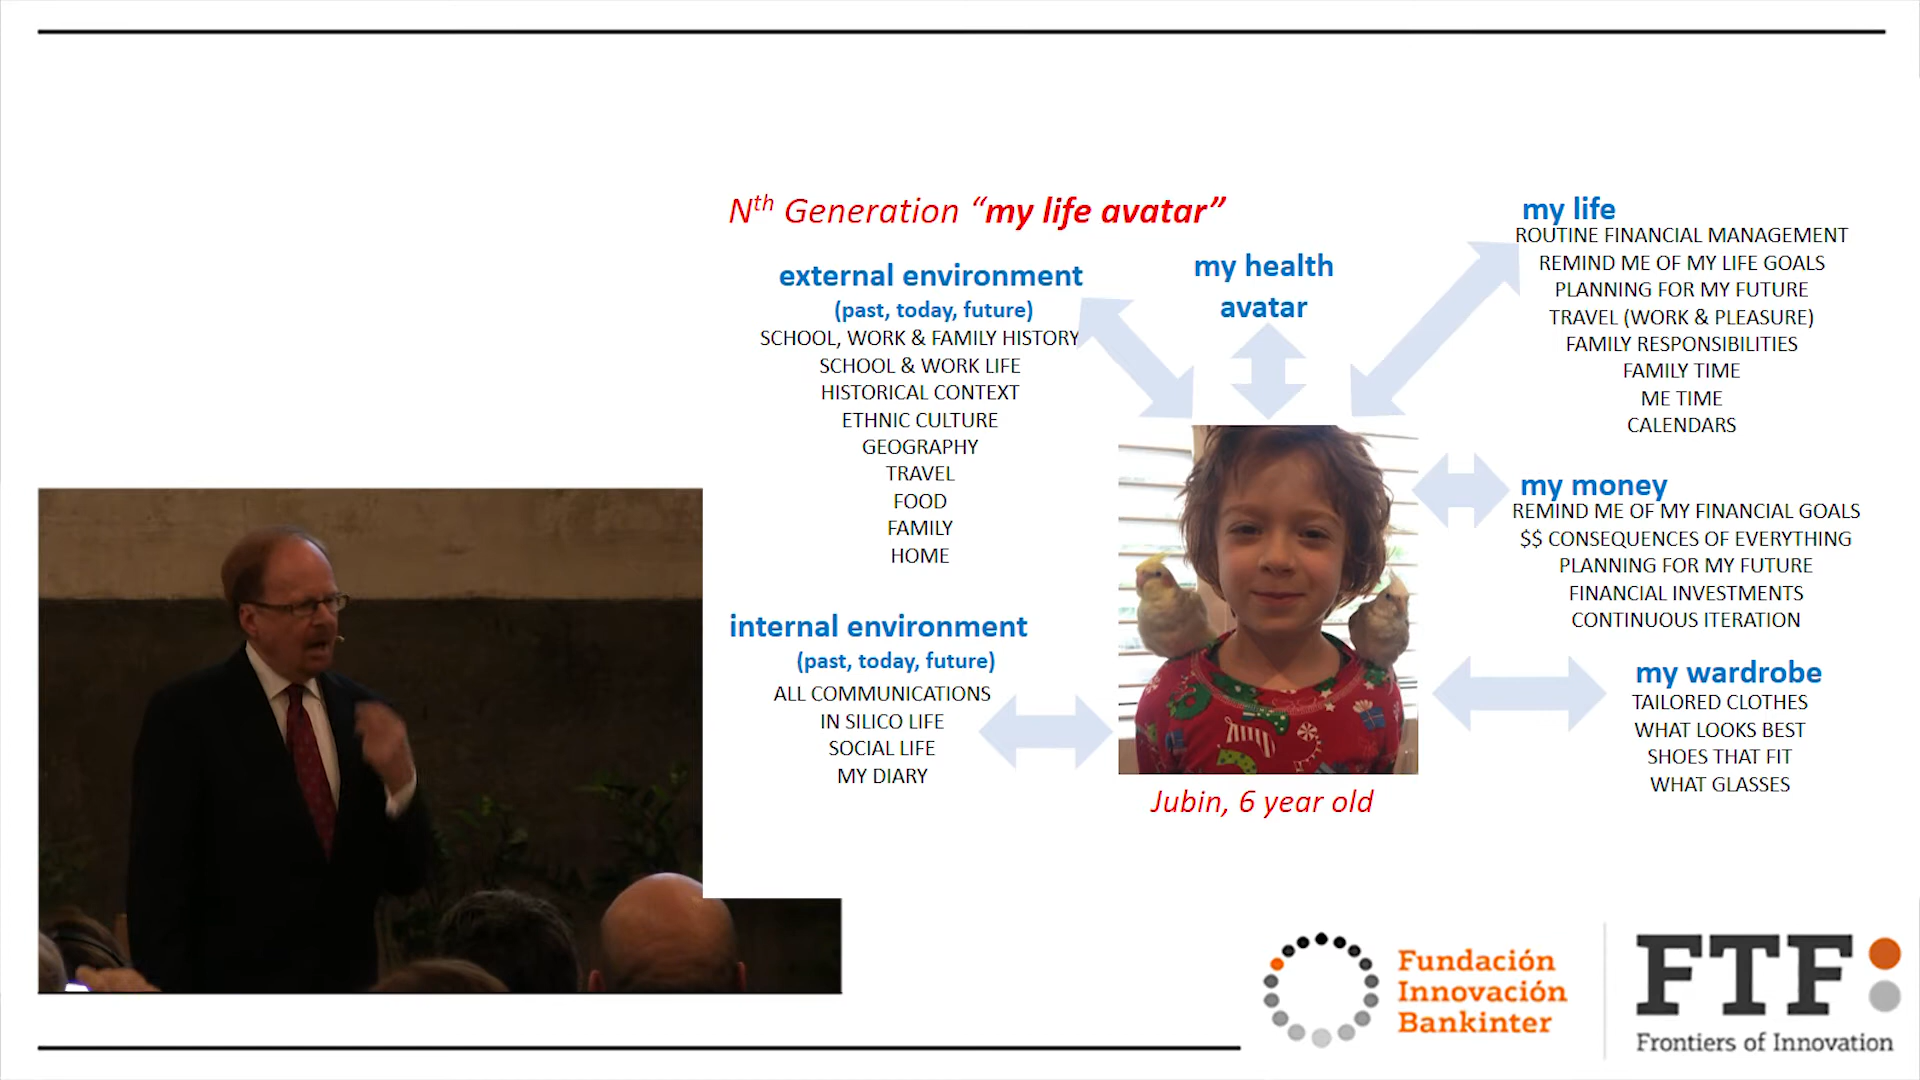 Nth Generation “my life avatar”
external environment
(past, today, future)
SCHOOL, WORK & FAMILY HISTORY
SCHOOL & WORK LIFE
HISTORICAL CONTEXT
ETHNIC CULTURE
GEOGRAPHY
TRAVEL
FOOD
FAMILY
HOME
internal environment
(past, today, future)
ALL COMMUNICATIONS
IN SILICO LIFE
SOCIAL LIFE
MY DIARY
my health
avatar
Jubin, 6 year old
my life
ROUTINE FINANCIAL MANAGEMENT
REMIND ME OF MY LIFE GOALS
PLANNING FOR MY FUTURE
TRAVEL (WORK & PLEASURE)
FAMILY RESPONSIBILITIES
FAMILY TIME
ME TIME
CALENDARS
my money
REMIND ME OF MY FINANCIAL GOALS
$$ CONSEQUENCES OF EVERYTHING
PLANNING FOR MY FUTURE
FINANCIAL INVESTMENTS
CONTINUOUS ITERATION
my wardrobe
TAILORED CLOTHES
WHAT LOOKS BEST
SHOES THAT FIT
WHAT GLASSES
Fundación
Innovación
Bankinter
FTF:
Frontiers of Innovation